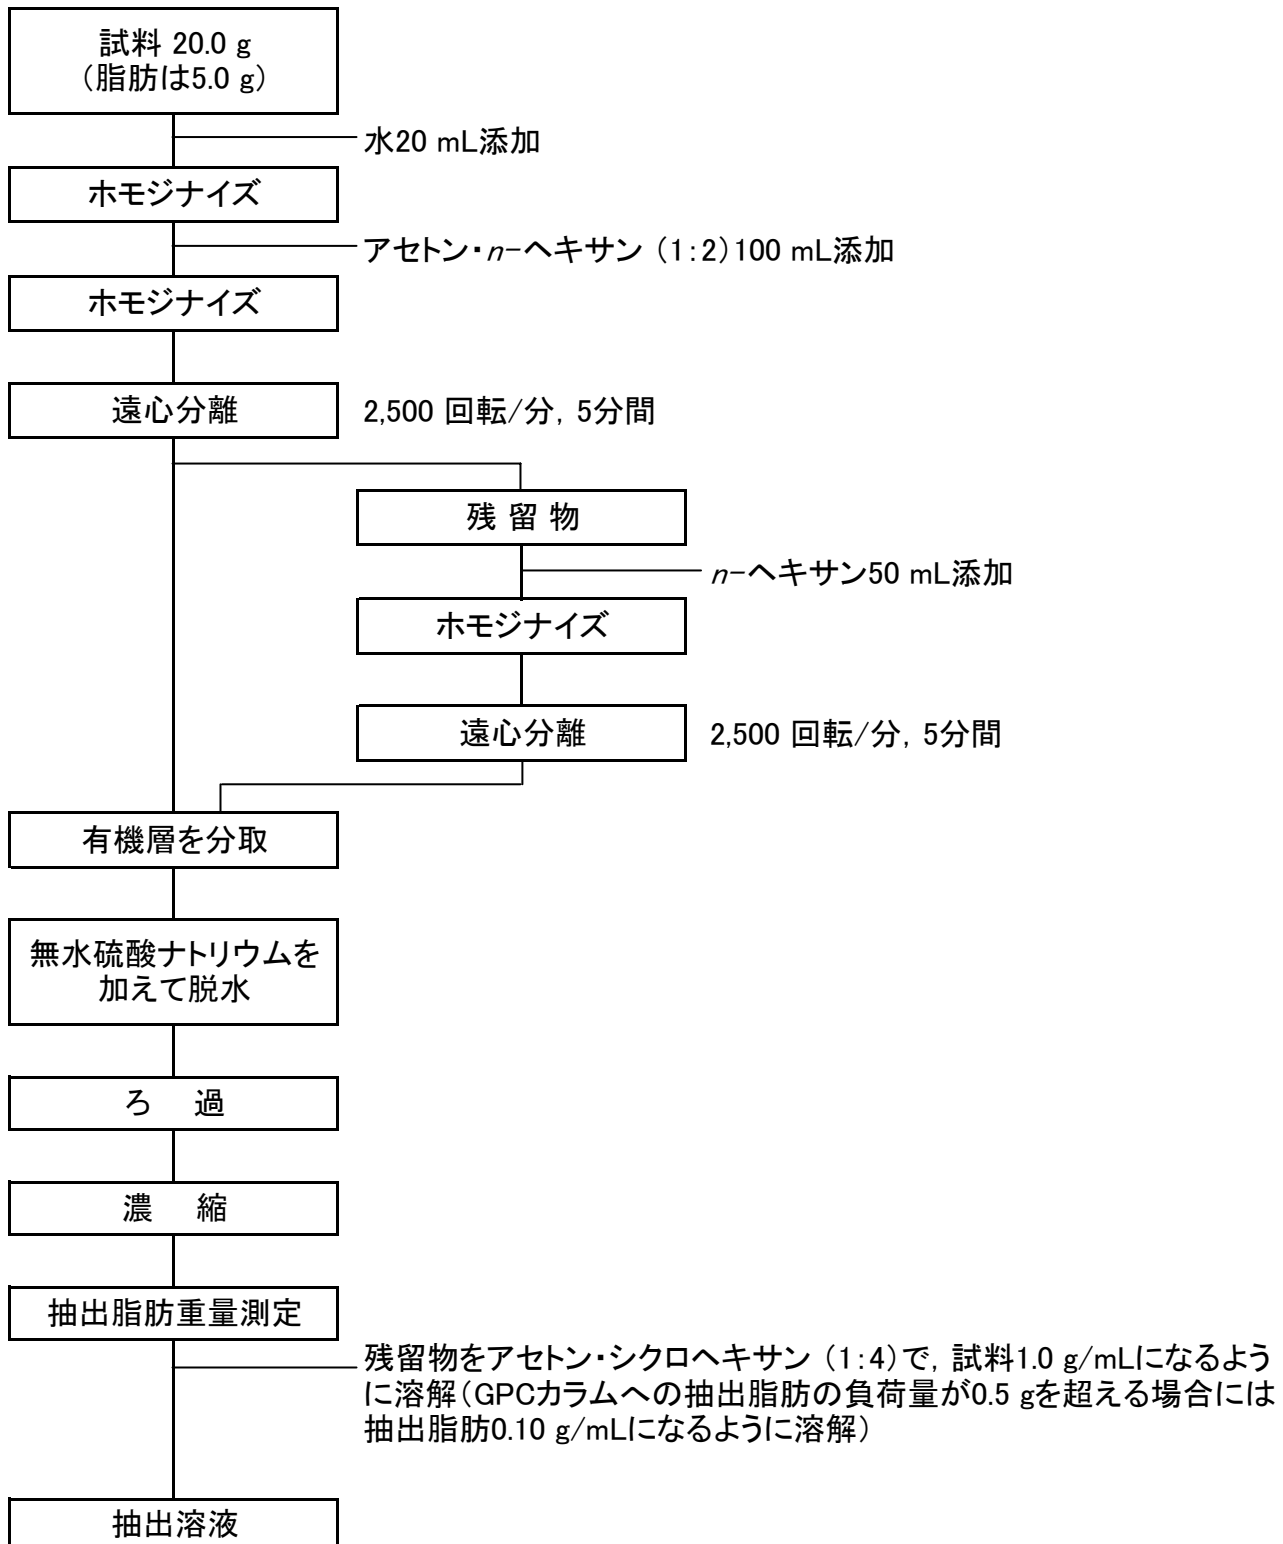 試料 20.0 g
(脂肪は5.0 g)
水20 mL添加
ホモジナイズ
アセトン・n-ヘキサン (1:2)100 mL添加
ホモジナイズ
遠心分離
2,500 回転/分, 5分間
残 留 物
n-ヘキサン50 mL添加
ホモジナイズ
遠心分離
2,500 回転/分, 5分間
有機層を分取
無水硫酸ナトリウムを
加えて脱水
ろ 過
濃 縮
抽出脂肪重量測定
残留物をアセトン・シクロヘキサン (1:4)で, 試料1.0 g/mLになるよう
に溶解(GPCカラムへの抽出脂肪の負荷量が0.5 gを超える場合には
抽出脂肪0.10 g/mLになるように溶解)
抽出溶液